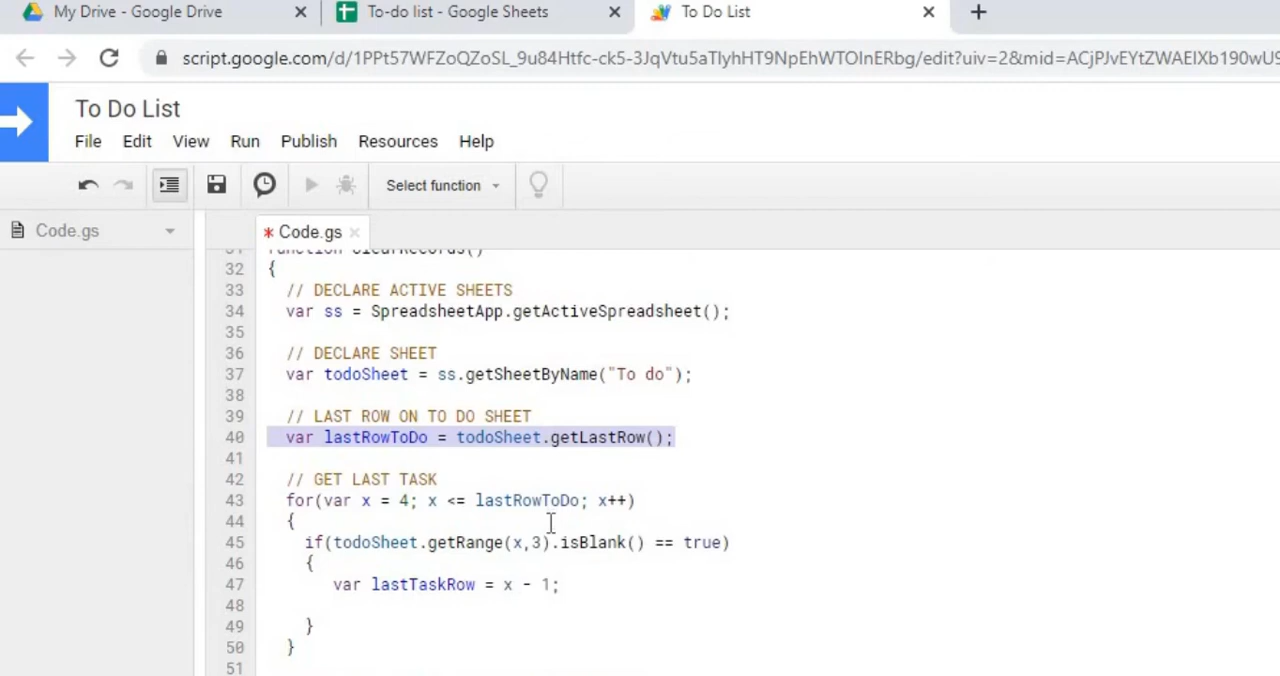 My Drive - Google Drive
To-do list - Google Sheets
To Do List
script.google.com/d/1PPt57WFZoQZoSL_9u84Htfc-ck5-3JqVtu5aTlyhHT9NpEhWTOInERbg/edit?uiv=2&mid=ACjPJvEYtZWAEIXb190wU9
To Do List
File Edit View Run Publish Resources Help
Select function
Code.gs
* Code.gs
31 function clearRecords()
32 {
33 // DECLARE ACTIVE SHEETS
34 var ss = SpreadsheetApp.getActiveSpreadsheet();
35
36 // DECLARE SHEET
37 var todoSheet = ss.getSheetByName("To do");
38
39 // LAST ROW ON TO DO SHEET
40 var lastRowToDo = todoSheet.getLastRow();
41
42 // GET LAST TASK
43 for(var x = 4; x <= lastRowToDo; x++)
44 {
45 if(todoSheet.getRange(x,3).isBlank() == true)
46 {
47 var lastTaskRow = x - 1;
48
49 }
50 }
51